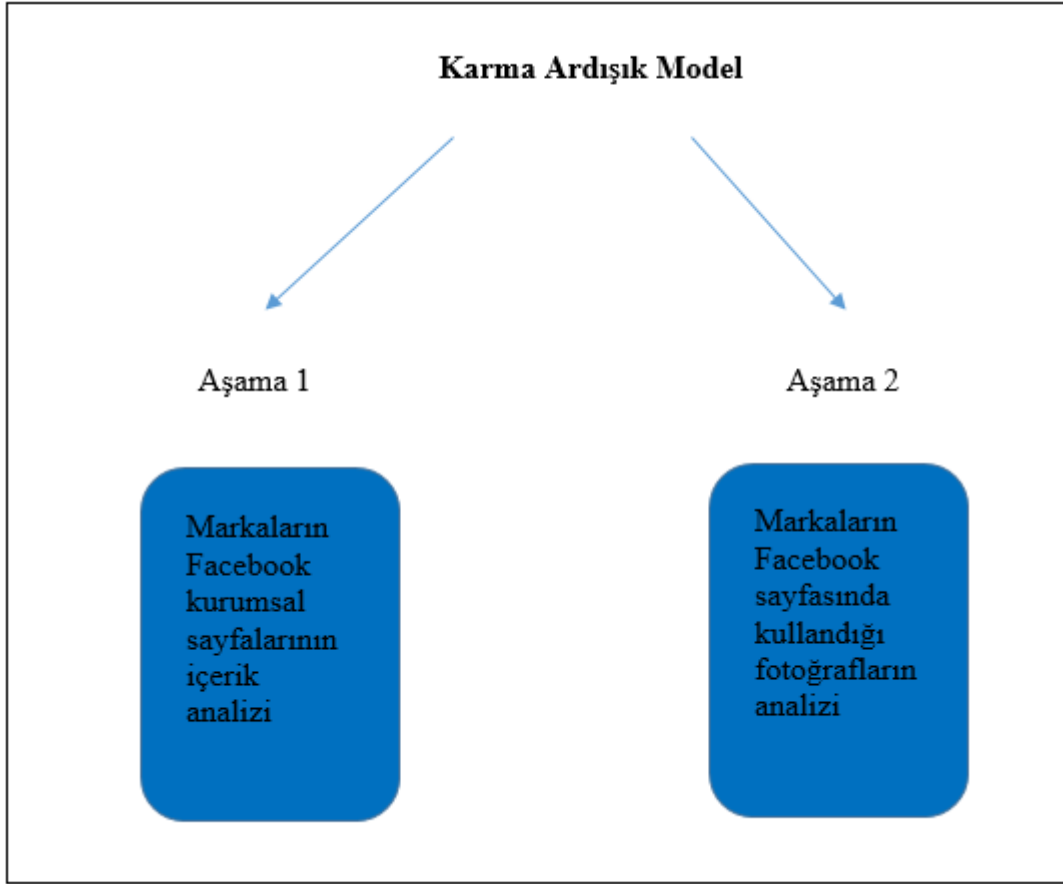 Karma Ardışık Model
Aşama 1
Aşama 2
Markaların
Facebook
kurumsal
sayfalarının
içerik
analizi
Markaların
Facebook
sayfasında
kullandığı
fotoğrafların
analizi